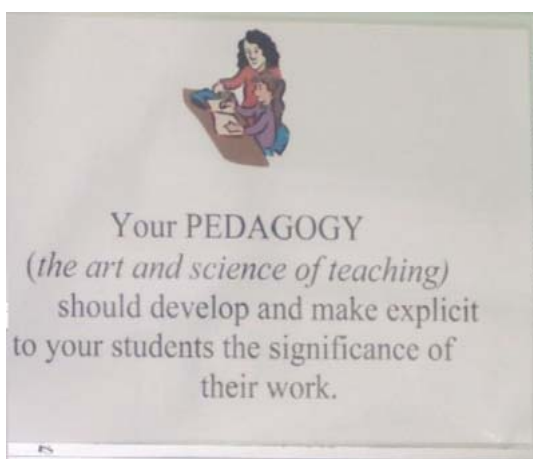 Your PEDAGOGY
(the art and science of teaching)
should develop and make explicit
to your students the significance of
their work.